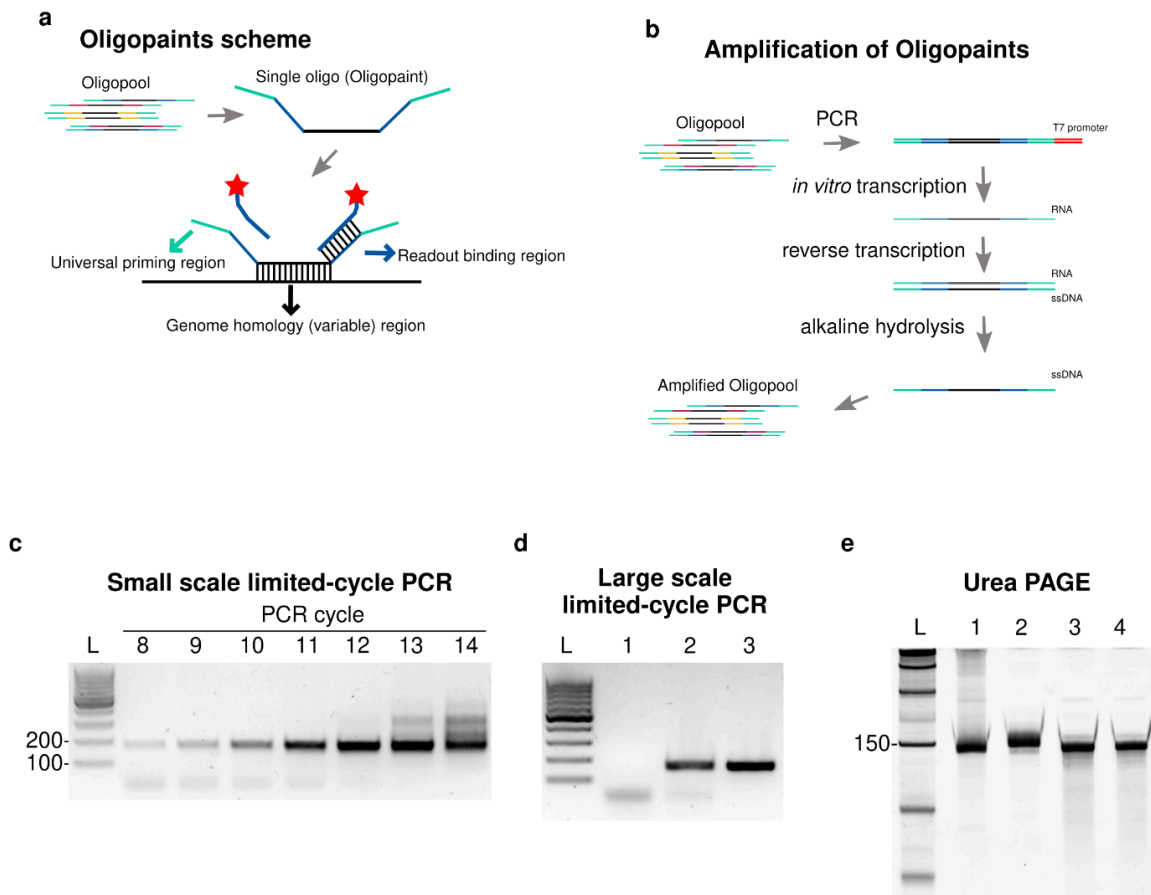 a
Oligopaints scheme
Oligopool
Single oligo (Oligopaint)
Universal priming region
Readout binding region
Genome homology (variable) region
b
Amplification of Oligopaints
Oligopool
PCR
T7 promoter
in vitro transcription
RNA
reverse transcription
RNA
ssDNA
alkaline hydrolysis
ssDNA
Amplified Oligopool
c
Small scale limited-cycle PCR
PCR cycle
L 8 9 10 11 12 13 14
200-
100-
d
Large scale
limited-cycle PCR
L 1 2 3
e
Urea PAGE
L 1 2 3 4
150-